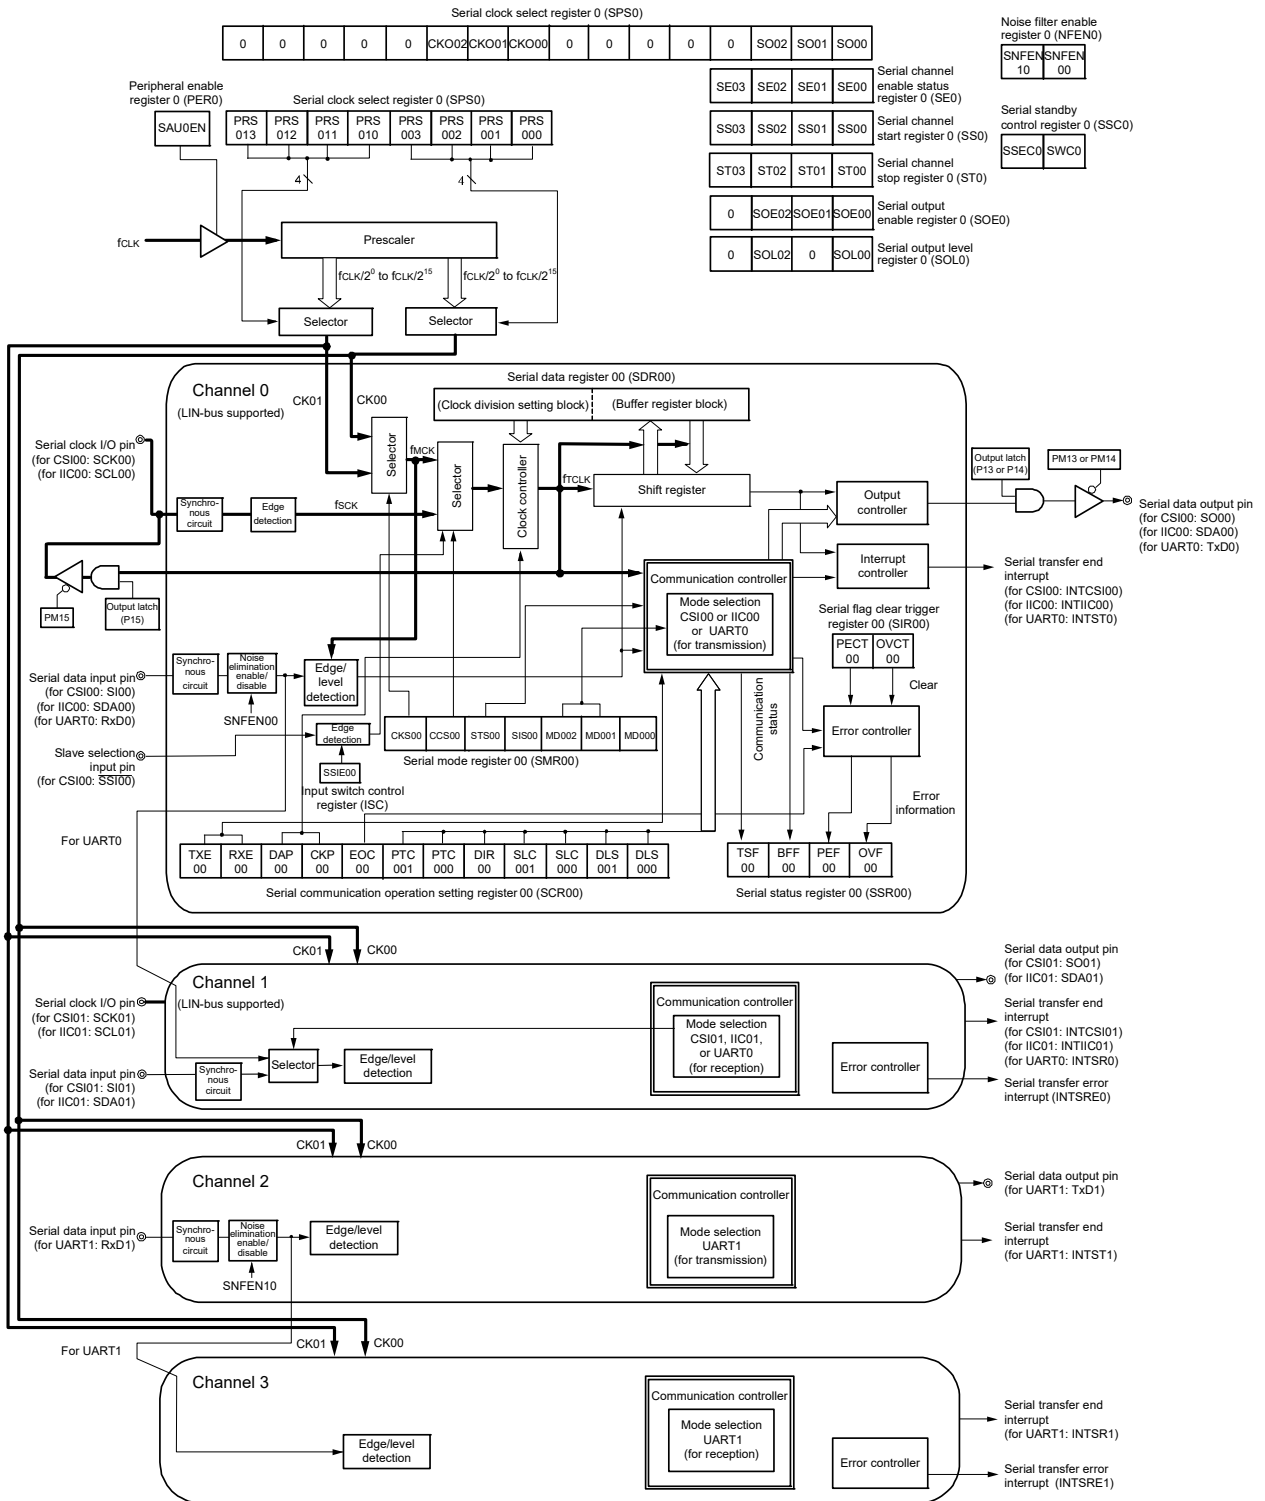 Serial clock select register 0 (SPS0)
0 0 0 0 0 CKO02 CKO01 CKO00 0 0 0 0 0 SO02 SO01 SO00
Noise filter enable
register 0 (NFEN0)
SNFEN SNFEN
10 00
SE03 SE02 SE01 SE00
Serial channel
enable status
register 0 (SE0)
Peripheral enable
register 0 (PER0)
SAU0EN
Serial clock select register 0 (SPS0)
PRS PRS PRS PRS PRS PRS PRS PRS
013 012 011 010 003 002 001 000
SS03 SS02 SS01 SS00
Serial channel
start register 0 (SS0)
Serial standby
control register 0 (SSC0)
SSEC0 SWC0
ST03 ST02 ST01 ST00
Serial channel
stop register 0 (ST0)
4
4
0 SOE02 SOE01 SOE00
Serial output
enable register 0 (SOE0)
0 SOL02 0 SOL00
Serial output level
register 0 (SOL0)
fCLK
Prescaler
fCLK/2⁰ to fCLK/2¹⁵
fCLK/2⁰ to fCLK/2¹⁵
Selector
Selector
Channel 0
(LIN-bus supported)
CK01
CK00
Serial data register 00 (SDR00)
(Clock division setting block)
(Buffer register block)
Serial clock I/O pin
(for CSI00: SCK00)
(for IIC00: SCL00)
Selector
fMCK
Selector
Clock controller
fTCLK
Shift register
Output latch
(P13 or P14)
PM13 or PM14
Output
controller
Serial data output pin
(for CSI00: SO00)
(for IIC00: SDA00)
(for UART0: TxD0)
Synchro-
nous
circuit
Edge
detection
fSCK
Interrupt
controller
Serial transfer end
interrupt
(for CSI00: INTCSI00)
(for IIC00: INTIIC00)
(for UART0: INTST0)
Communication controller
Mode selection
CSI00 or IIC00
or UART0
(for transmission)
PM15
Output latch
(P15)
Serial flag clear trigger
register 00 (SIR00)
PECT OVCT
00 00
Clear
Serial data input pin
(for CSI00: SI00)
(for IIC00: SDA00)
(for UART0: RxD0)
Synchro-
nous
circuit
Noise
elimination
enable/
disable
SNFEN00
Edge/
level
detection
Communication
status
Error controller
Slave selection
input pin
(for CSI00: SSI00)
Edge
detection
SSIE00
Input switch control
register (ISC)
CKS00 CCS00 STS00 SIS00 MD002 MD001 MD000
Serial mode register 00 (SMR00)
Error
information
For UART0
TXE RXE DAP CKP EOC PTC PTC DIR SLC SLC DLS DLS
00 00 00 00 00 001 000 00 001 000 001 000
Serial communication operation setting register 00 (SCR00)
TSF BFF PEF OVF
00 00 00 00
Serial status register 00 (SSR00)
CK01
CK00
Channel 1
(LIN-bus supported)
Serial clock I/O pin
(for CSI01: SCK01)
(for IIC01: SCL01)
Serial data input pin
(for CSI01: SI01)
(for IIC01: SDA01)
Synchro-
nous
circuit
Selector
Edge/level
detection
Communication controller
Mode selection
CSI01, IIC01,
or UART0
(for reception)
Error controller
Serial data output pin
(for CSI01: SO01)
(for IIC01: SDA01)
Serial transfer end
interrupt
(for CSI01: INTCSI01)
(for IIC01: INTIIC01)
(for UART0: INTSR0)
Serial transfer error
interrupt (INTSRE0)
CK01
CK00
Channel 2
Serial data input pin
(for UART1: RxD1)
Synchro-
nous
circuit
Noise
elimination
enable/
disable
SNFEN10
Edge/level
detection
Communication controller
Mode selection
UART1
(for transmission)
Serial data output pin
(for UART1: TxD1)
Serial transfer end
interrupt
(for UART1: INTST1)
For UART1
CK01
CK00
Channel 3
Edge/level
detection
Communication controller
Mode selection
UART1
(for reception)
Error controller
Serial transfer end
interrupt
(for UART1: INTSR1)
Serial transfer error
interrupt (INTSRE1)